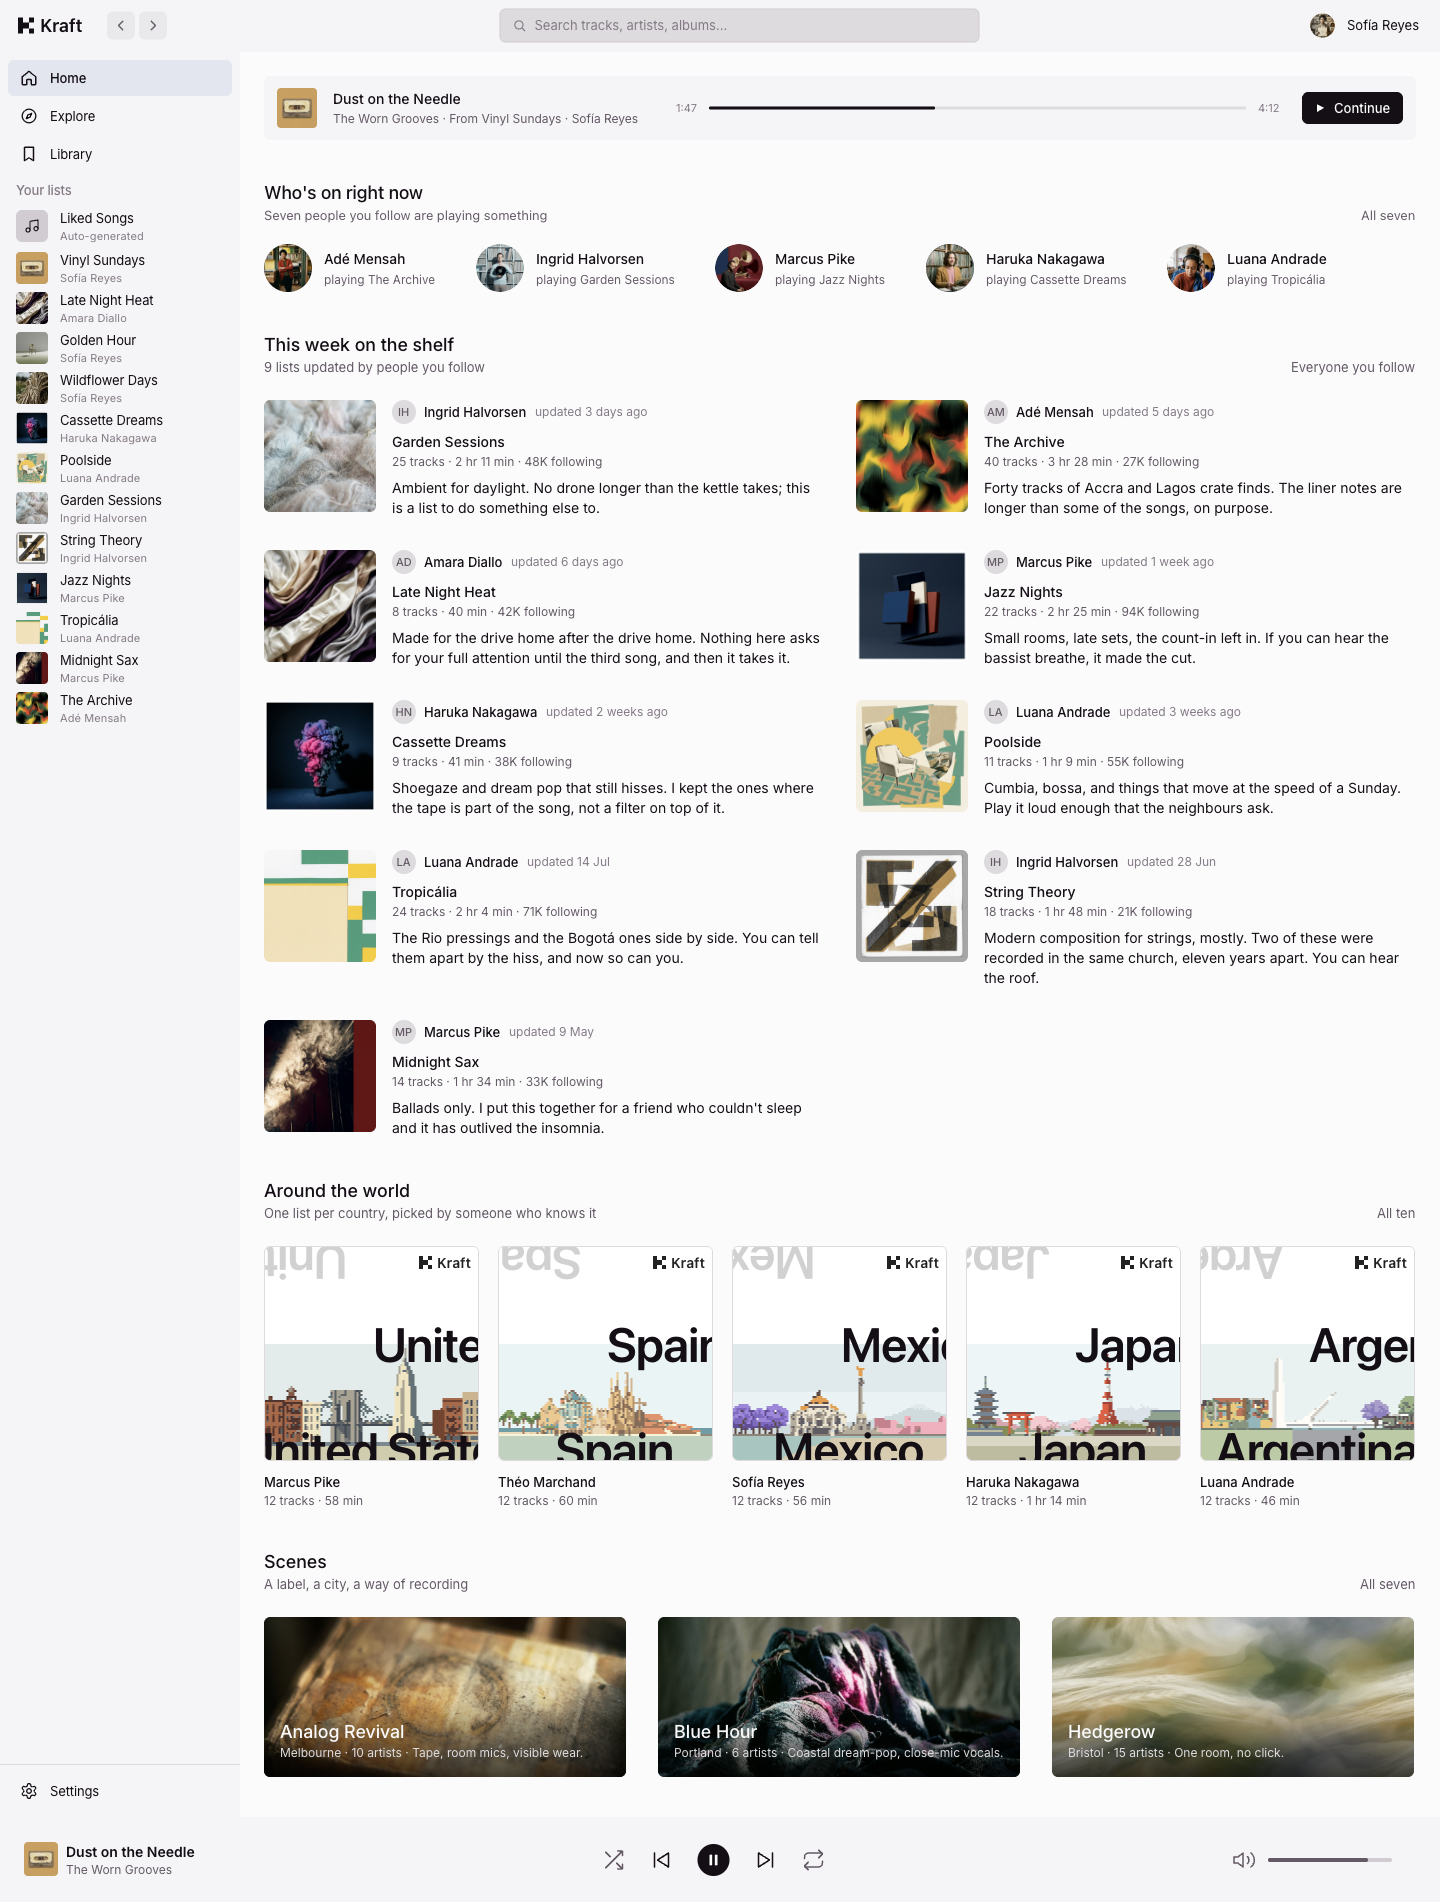 Kraft
Search tracks, artists, albums...
Sofía Reyes
Home
Explore
Library
Your lists
Liked Songs
Auto-generated
Vinyl Sundays
Sofía Reyes
Late Night Heat
Amara Diallo
Golden Hour
Sofía Reyes
Wildflower Days
Sofía Reyes
Cassette Dreams
Haruka Nakagawa
Poolside
Luana Andrade
Garden Sessions
Ingrid Halvorsen
String Theory
Ingrid Halvorsen
Jazz Nights
Marcus Pike
Tropicália
Luana Andrade
Midnight Sax
Marcus Pike
The Archive
Adé Mensah
Settings
Dust on the Needle
The Worn Grooves · From Vinyl Sundays · Sofía Reyes
1:47
4:12
Continue
Who's on right now
Seven people you follow are playing something
All seven
Adé Mensah
playing The Archive
Ingrid Halvorsen
playing Garden Sessions
Marcus Pike
playing Jazz Nights
Haruka Nakagawa
playing Cassette Dreams
Luana Andrade
playing Tropicália
This week on the shelf
9 lists updated by people you follow
Everyone you follow
IH Ingrid Halvorsen updated 3 days ago
Garden Sessions
25 tracks · 2 hr 11 min · 48K following
Ambient for daylight. No drone longer than the kettle takes; this
is a list to do something else to.
AM Adé Mensah updated 5 days ago
The Archive
40 tracks · 3 hr 28 min · 27K following
Forty tracks of Accra and Lagos crate finds. The liner notes are
longer than some of the songs, on purpose.
AD Amara Diallo updated 6 days ago
Late Night Heat
8 tracks · 40 min · 42K following
Made for the drive home after the drive home. Nothing here asks
for your full attention until the third song, and then it takes it.
MP Marcus Pike updated 1 week ago
Jazz Nights
22 tracks · 2 hr 25 min · 94K following
Small rooms, late sets, the count-in left in. If you can hear the
bassist breathe, it made the cut.
HN Haruka Nakagawa updated 2 weeks ago
Cassette Dreams
9 tracks · 41 min · 38K following
Shoegaze and dream pop that still hisses. I kept the ones where
the tape is part of the song, not a filter on top of it.
LA Luana Andrade updated 3 weeks ago
Poolside
11 tracks · 1 hr 9 min · 55K following
Cumbia, bossa, and things that move at the speed of a Sunday.
Play it loud enough that the neighbours ask.
LA Luana Andrade updated 14 Jul
Tropicália
24 tracks · 2 hr 4 min · 71K following
The Rio pressings and the Bogotá ones side by side. You can tell
them apart by the hiss, and now so can you.
IH Ingrid Halvorsen updated 28 Jun
String Theory
18 tracks · 1 hr 48 min · 21K following
Modern composition for strings, mostly. Two of these were
recorded in the same church, eleven years apart. You can hear
the roof.
MP Marcus Pike updated 9 May
Midnight Sax
14 tracks · 1 hr 34 min · 33K following
Ballads only. I put this together for a friend who couldn't sleep
and it has outlived the insomnia.
Around the world
One list per country, picked by someone who knows it
All ten
Unit
Kraft
Unite
United State
Marcus Pike
12 tracks · 58 min
Spa
Kraft
Spain
Spain
Théo Marchand
12 tracks · 60 min
Mex
Kraft
Mexic
Mexico
Sofía Reyes
12 tracks · 56 min
Japa
Kraft
Japan
Japan
Haruka Nakagawa
12 tracks · 1 hr 14 min
Arge
Kraft
Argen
Argentina
Luana Andrade
12 tracks · 46 min
Scenes
A label, a city, a way of recording
All seven
Analog Revival
Melbourne · 10 artists · Tape, room mics, visible wear.
Blue Hour
Portland · 6 artists · Coastal dream-pop, close-mic vocals.
Hedgerow
Bristol · 15 artists · One room, no click.
Dust on the Needle
The Worn Grooves